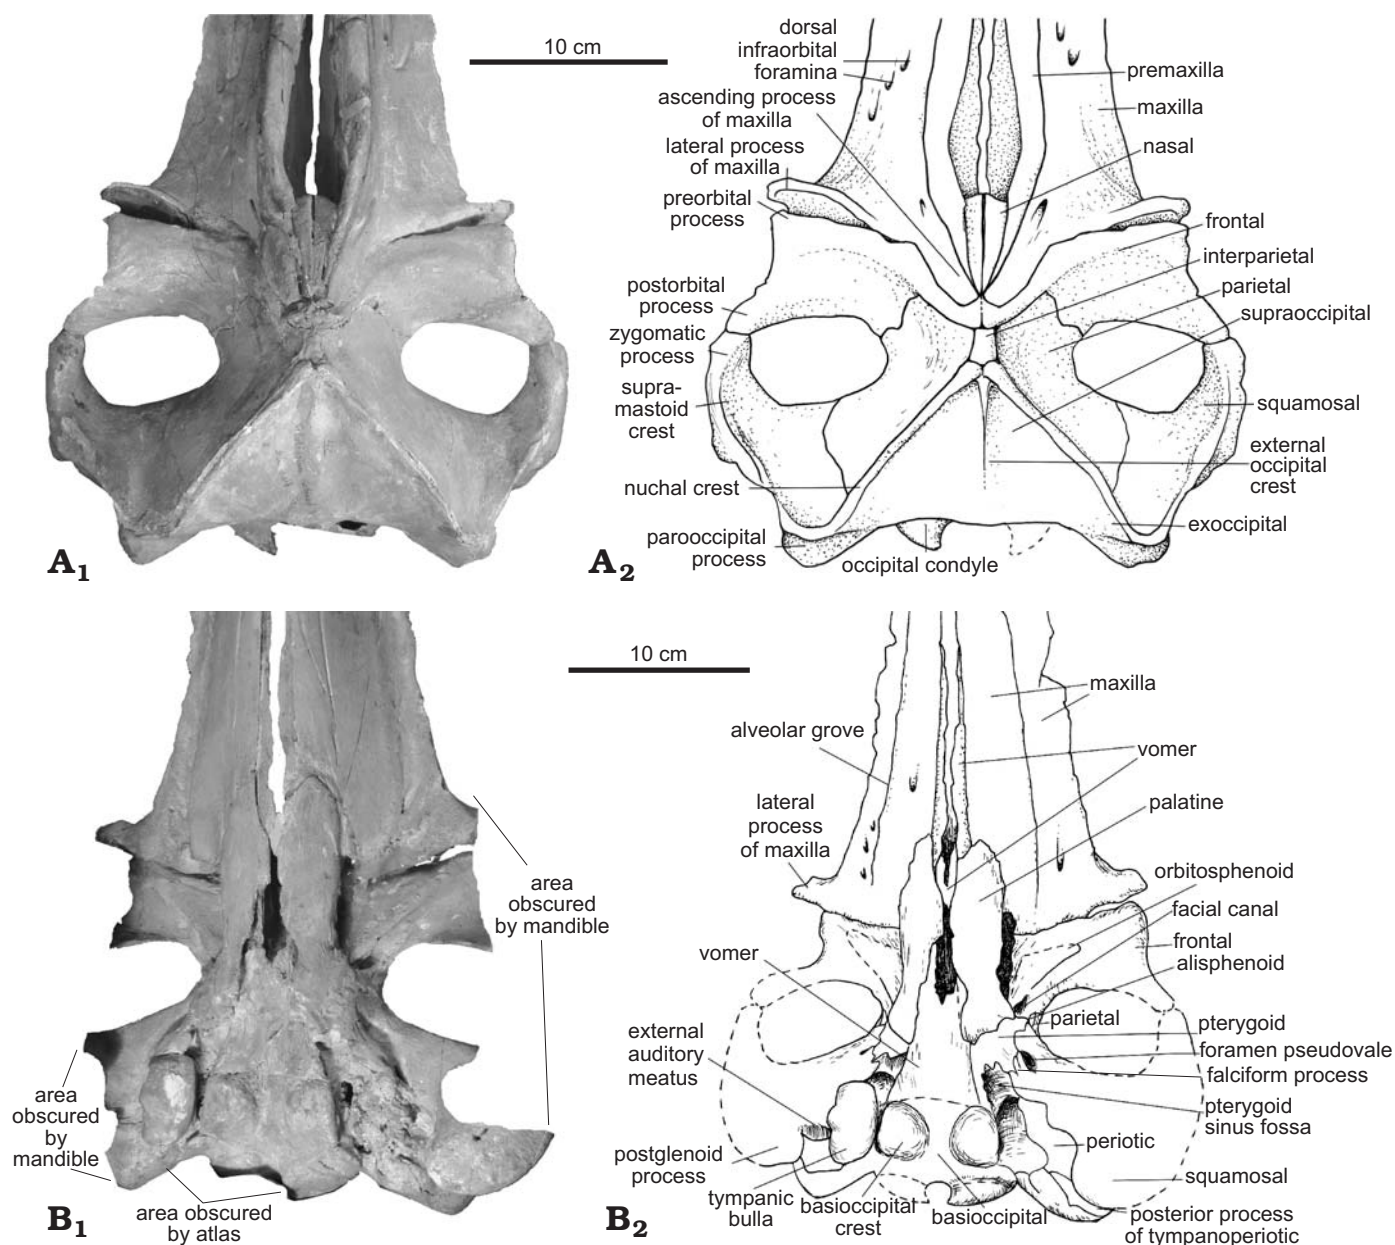 10 cm
dorsal
infraorbital
foramina
ascending process
of maxilla
lateral process
of maxilla
preorbital
process
postorbital
process
zygomatic
process
supra-
mastoid
crest
nuchal crest
parooccipital
process
premaxilla
maxilla
nasal
frontal
interparietal
parietal
supraoccipital
squamosal
external
occipital
crest
exoccipital
occipital condyle
A1
A2
10 cm
area
obscured
by mandible
area
obscured
by
mandible
area obscured
by atlas
B1
alveolar grove
lateral
process
of maxilla
vomer
external
auditory
meatus
postglenoid
process
tympanic
bulla
basioccipital
crest
basioccipital
maxilla
vomer
palatine
orbitosphenoid
facial canal
frontal
alisphenoid
parietal
pterygoid
foramen pseudovale
falciform process
pterygoid
sinus fossa
periotic
squamosal
posterior process
of tympanoperiotic
B2